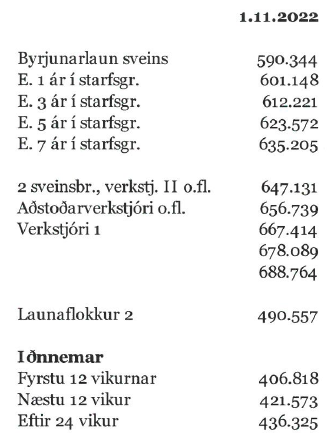 1.11.2022
Byrjunarlaun sveins 590.344
E. 1 ár í starfsgr. 601.148
E. 3 ár í starfsgr. 612.221
E. 5 ár í starfsgr. 623.572
E. 7 ár í starfsgr. 635.205
2 sveinsbr., verkstj. II o.fl. 647.131
Aðstoðarverkstjóri o.fl. 656.739
Verkstjóri 1 667.414
678.089
688.764
Launaflokkur 2 490.557
Iðnnemar
Fyrstu 12 vikurnar 406.818
Næstu 12 vikur 421.573
Eftir 24 vikur 436.325